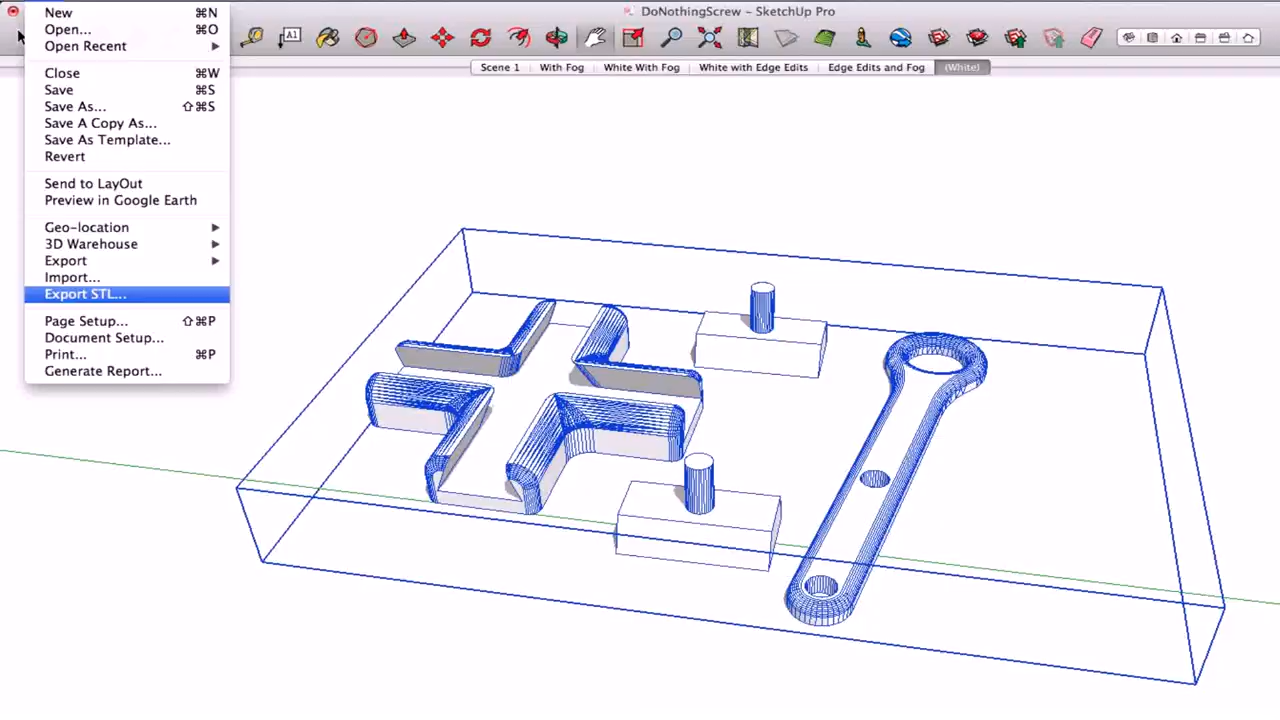 DoNothingScrew ~ SketchUp Pro
A1
Scene 1 With Fog White With Fog White with Edge Edits Edge Edits and Fog (White)
New ⌘N
Open... ⌘O
Open Recent
Close ⌘W
Save ⌘S
Save As... ⇧⌘S
Save A Copy As...
Save As Template...
Revert
Send to LayOut
Preview in Google Earth
Geo-location
3D Warehouse
Export
Import...
Export STL...
Page Setup... ⇧⌘P
Document Setup...
Print... ⌘P
Generate Report...